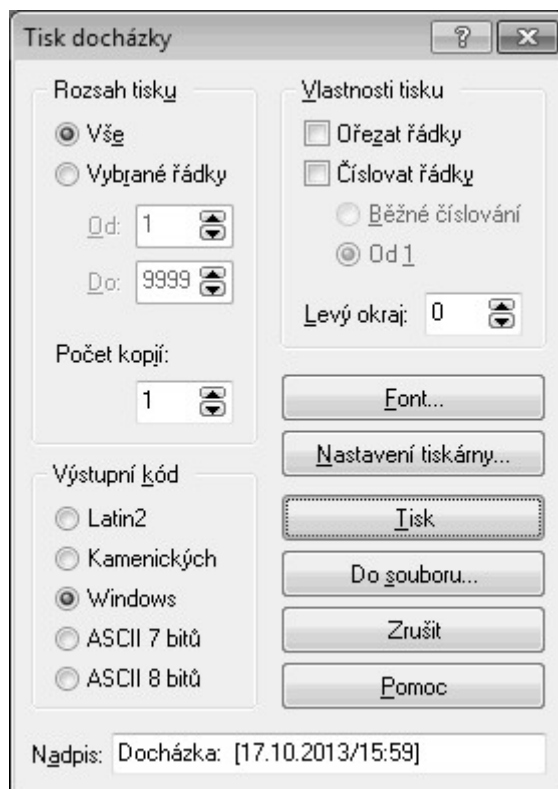 Tisk docházky
Rozsah tisku
Vše
Vybrané řádky
Od: 1
Do: 9999
Počet kopií:
1
Výstupní kód
Latin2
Kamenických
Windows
ASCII 7 bitů
ASCII 8 bitů
Vlastnosti tisku
Ořezat řádky
Číslovat řádky
Běžné číslování
Od 1
Levý okraj: 0
Font...
Nastavení tiskárny...
Tisk
Do souboru...
Zrušit
Pomoc
Nadpis: Docházka: [17.10.2013/15:59]